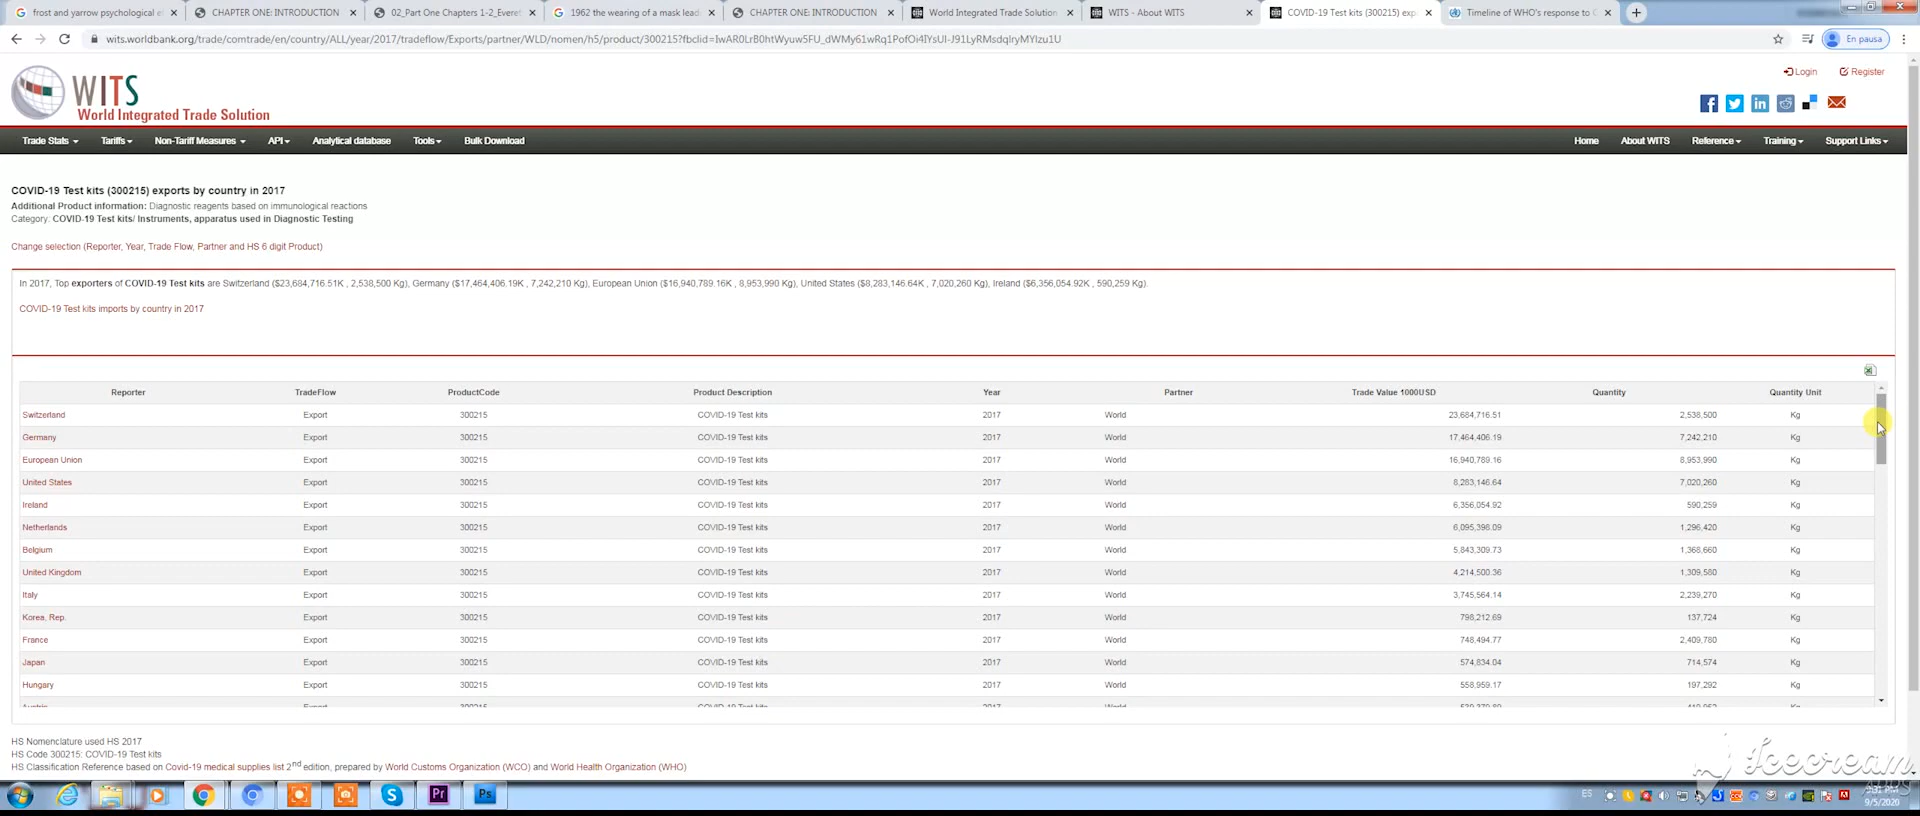 frost and yarrow psychological ef
CHAPTER ONE: INTRODUCTION
02_Part One Chapters 1-2_Everet
1962 the wearing of a mask lead
CHAPTER ONE: INTRODUCTION
World Integrated Trade Solution
WITS - About WITS
COVID-19 Test kits (300215) exp
Timeline of WHO's response to C
En pausa
WITS
World Integrated Trade Solution
Login Register
Trade Stats Tariffs Non-Tariff Measures API Analytical database Tools Bulk Download Home About WITS Reference Training Support Links
COVID-19 Test kits (300215) exports by country in 2017
Additional Product information: Diagnostic reagents based on immunological reactions
Category: COVID-19 Test kits/ Instruments, apparatus used in Diagnostic Testing
Change selection (Reporter, Year, Trade Flow, Partner and HS 6 digit Product)
In 2017, Top exporters of COVID-19 Test kits are Switzerland ($23,684,716.51K , 2,538,500 Kg), Germany ($17,464,406.19K , 7,242,210 Kg), European Union ($16,940,789.16K , 8,953,990 Kg), United States ($8,283,146.64K , 7,020,260 Kg), Ireland ($6,356,054.92K , 590,259 Kg).
COVID-19 Test kits imports by country in 2017
Reporter TradeFlow ProductCode Product Description Year Partner Trade Value 1000USD Quantity Quantity Unit
Switzerland Export 300215 COVID-19 Test kits 2017 World 23,684,716.51 2,538,500 Kg
Germany Export 300215 COVID-19 Test kits 2017 World 17,464,406.19 7,242,210 Kg
European Union Export 300215 COVID-19 Test kits 2017 World 16,940,789.16 8,953,990 Kg
United States Export 300215 COVID-19 Test kits 2017 World 8,283,146.64 7,020,260 Kg
Ireland Export 300215 COVID-19 Test kits 2017 World 6,356,054.92 590,259 Kg
Netherlands Export 300215 COVID-19 Test kits 2017 World 6,095,398.09 1,296,420 Kg
Belgium Export 300215 COVID-19 Test kits 2017 World 5,843,309.73 1,368,660 Kg
United Kingdom Export 300215 COVID-19 Test kits 2017 World 4,214,500.36 1,309,580 Kg
Italy Export 300215 COVID-19 Test kits 2017 World 3,745,564.14 2,239,270 Kg
Korea, Rep. Export 300215 COVID-19 Test kits 2017 World 798,212.69 137,724 Kg
France Export 300215 COVID-19 Test kits 2017 World 748,494.77 2,409,780 Kg
Japan Export 300215 COVID-19 Test kits 2017 World 574,834.04 714,574 Kg
Hungary Export 300215 COVID-19 Test kits 2017 World 558,959.17 197,292 Kg
HS Nomenclature used HS 2017
HS Code 300215: COVID-19 Test kits
HS Classification Reference based on Covid-19 medical supplies list 2nd edition, prepared by World Customs Organization (WCO) and World Health Organization (WHO)
Icecream
ES
9/5/2020